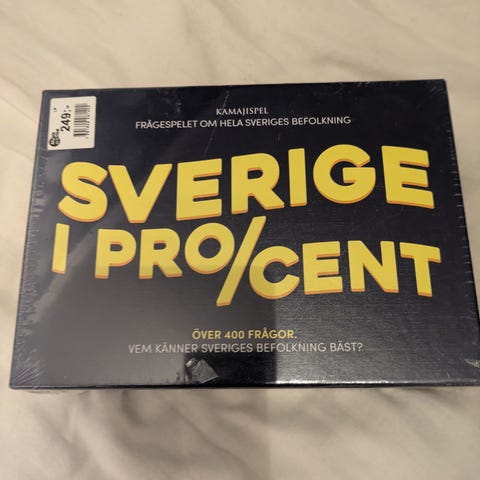 249:-
KAMAJISPEL
FRÅGESPELET OM HELA SVERIGES BEFOLKNING
SVERIGE
I PRO/CENT
ÖVER 400 FRÅGOR.
VEM KÄNNER SVERIGES BEFOLKNING BÄST?